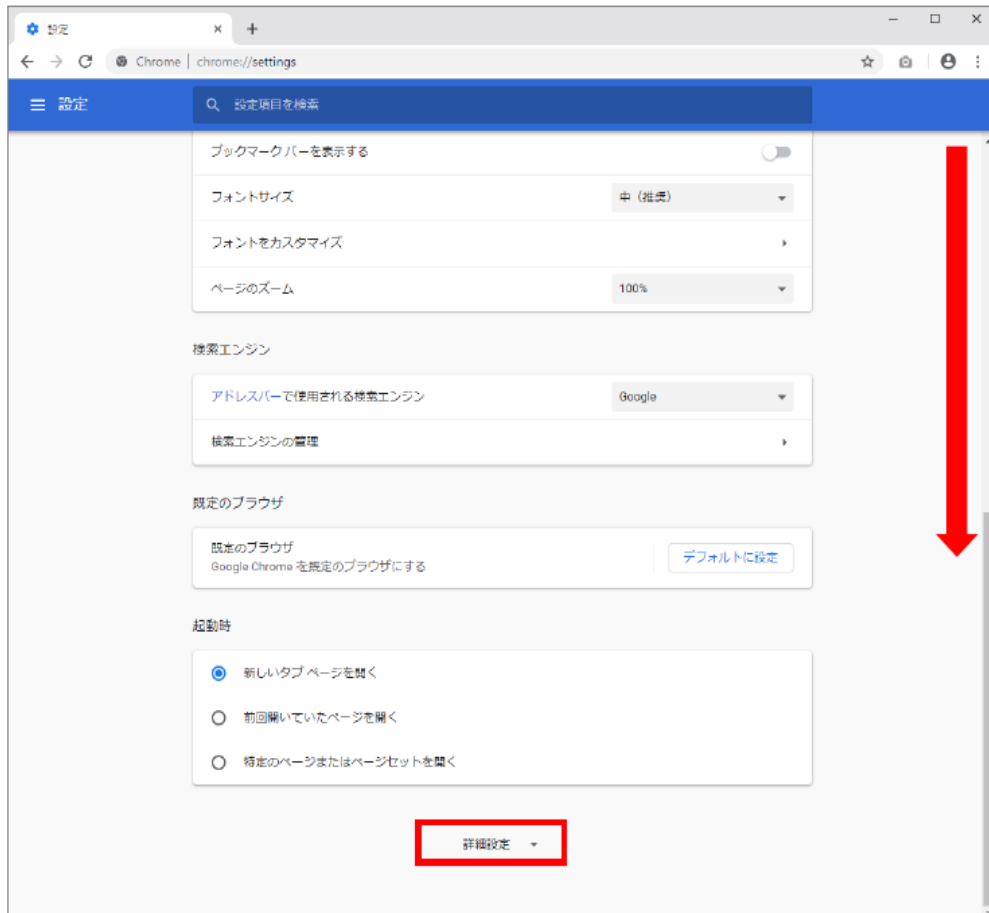 設定
Chrome | chrome://settings
設定
設定項目を検索
ブックマーク バーを表示する
フォントサイズ
中（推奨）
フォントをカスタマイズ
ページのズーム
100%
検索エンジン
アドレスバーで使用される検索エンジン
Google
検索エンジンの管理
既定のブラウザ
既定のブラウザ
Google Chrome を既定のブラウザにする
デフォルトに設定
起動時
新しいタブ ページを開く
前回開いていたページを開く
特定のページまたはページセットを開く
詳細設定